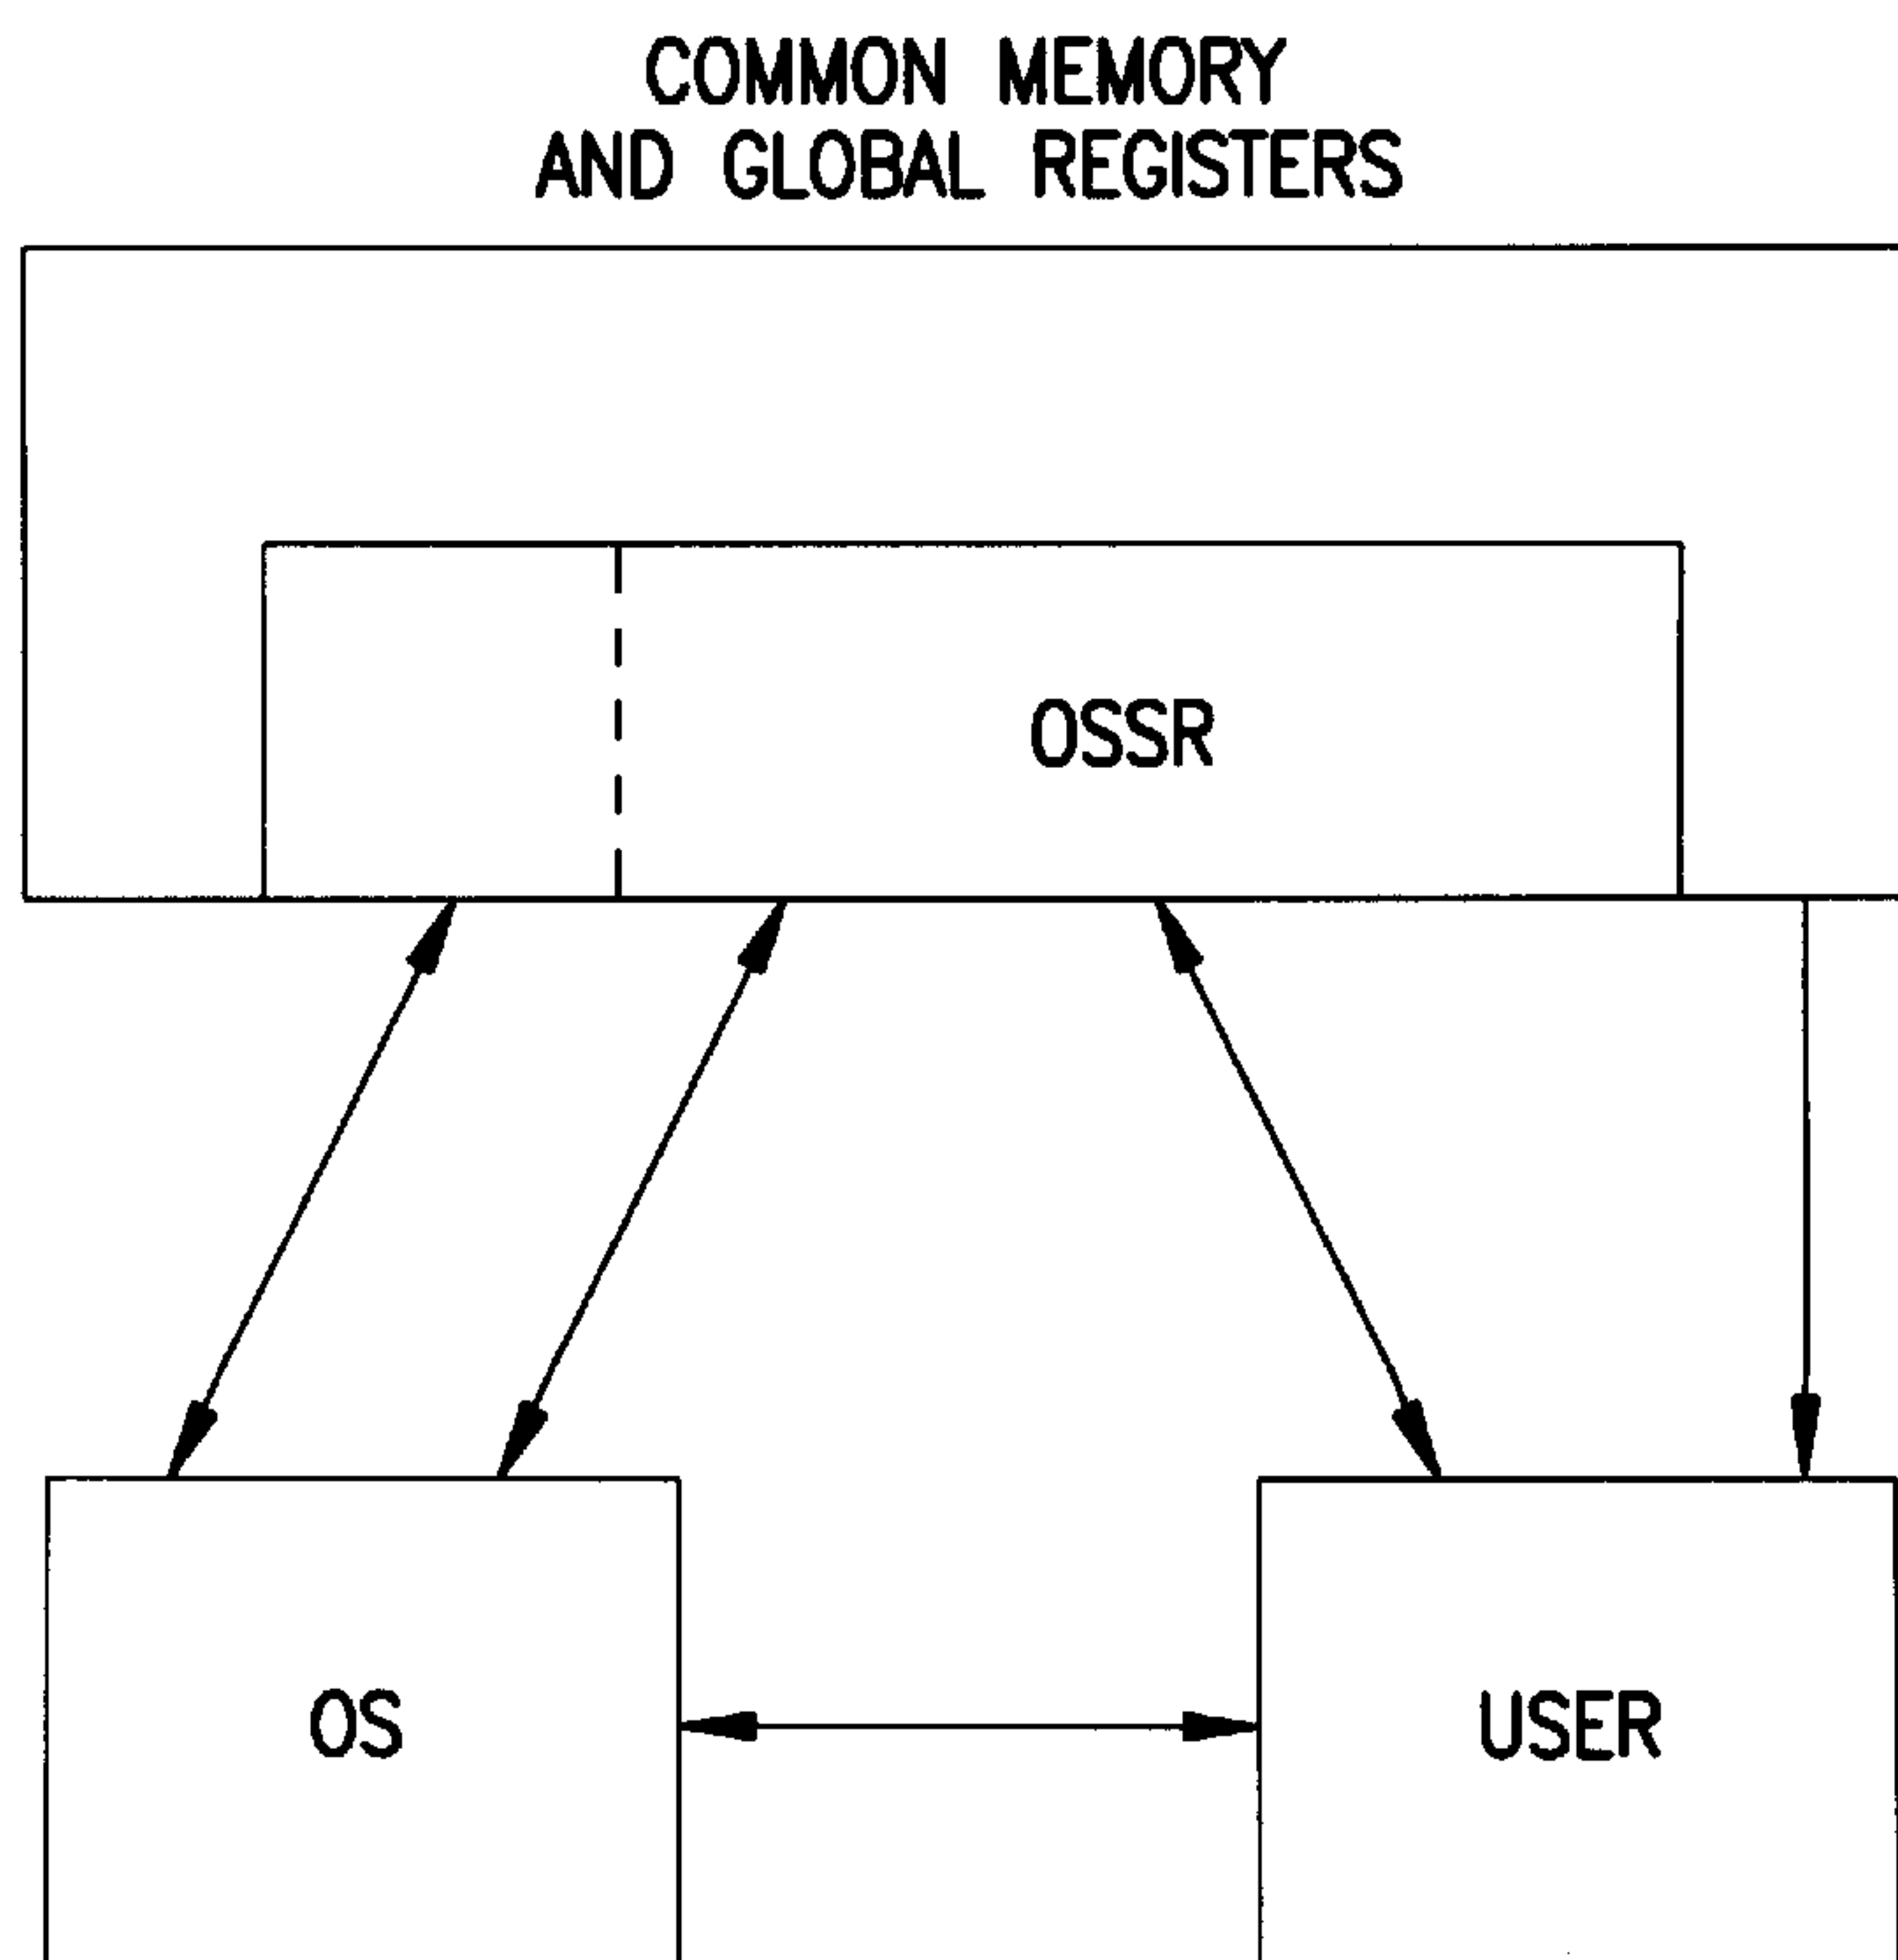 COMMON MEMORY
AND GLOBAL REGISTERS
OSSR
OS
USER